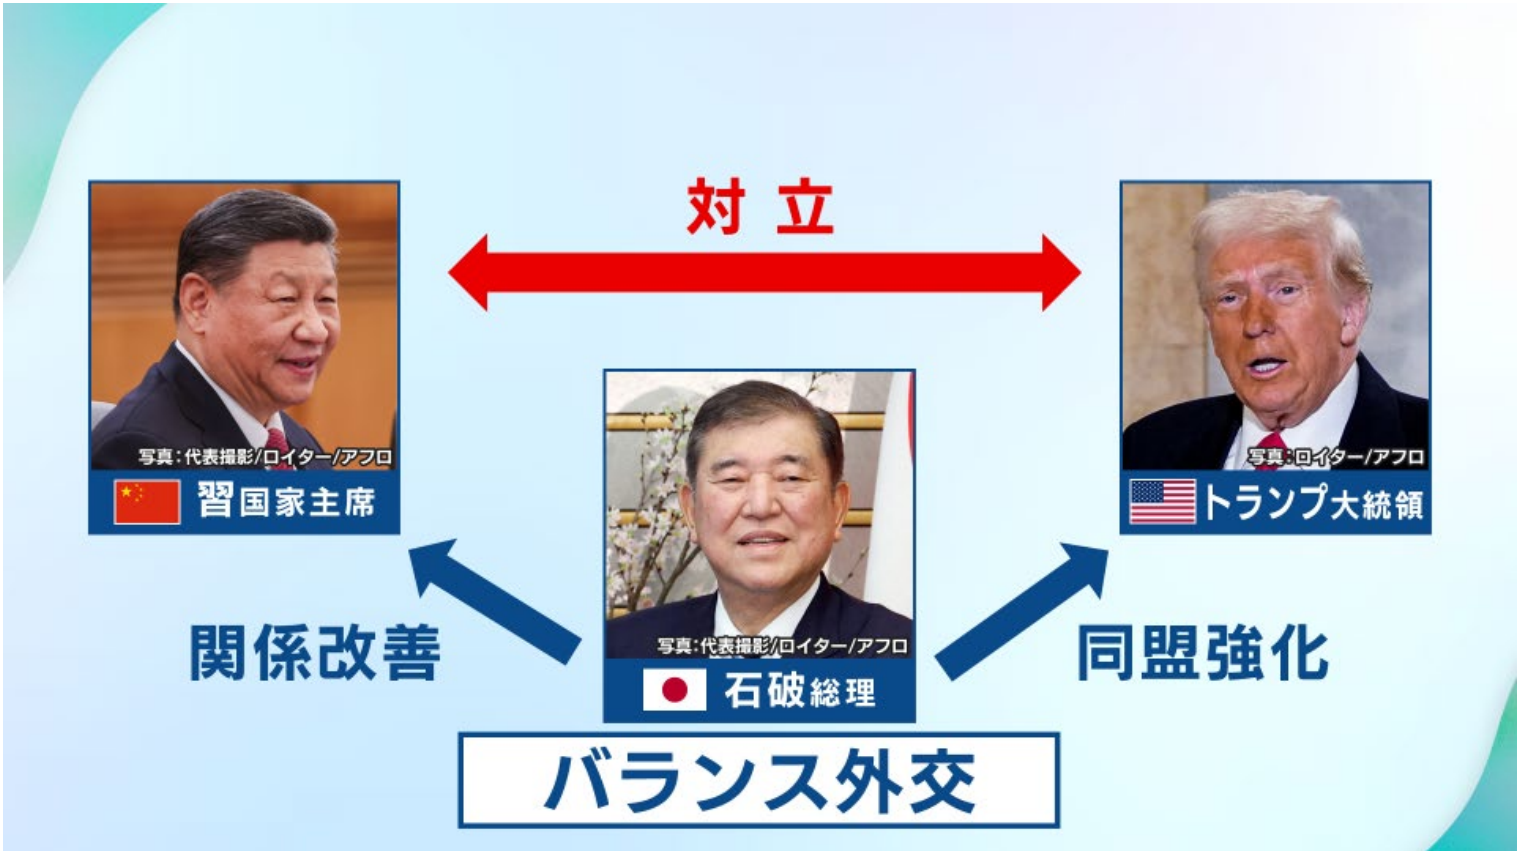 対立
写真：代表撮影/ロイター/アフロ
習国家主席
写真：ロイター/アフロ
トランプ大統領
写真：代表撮影/ロイター/アフロ
石破総理
関係改善
同盟強化
バランス外交